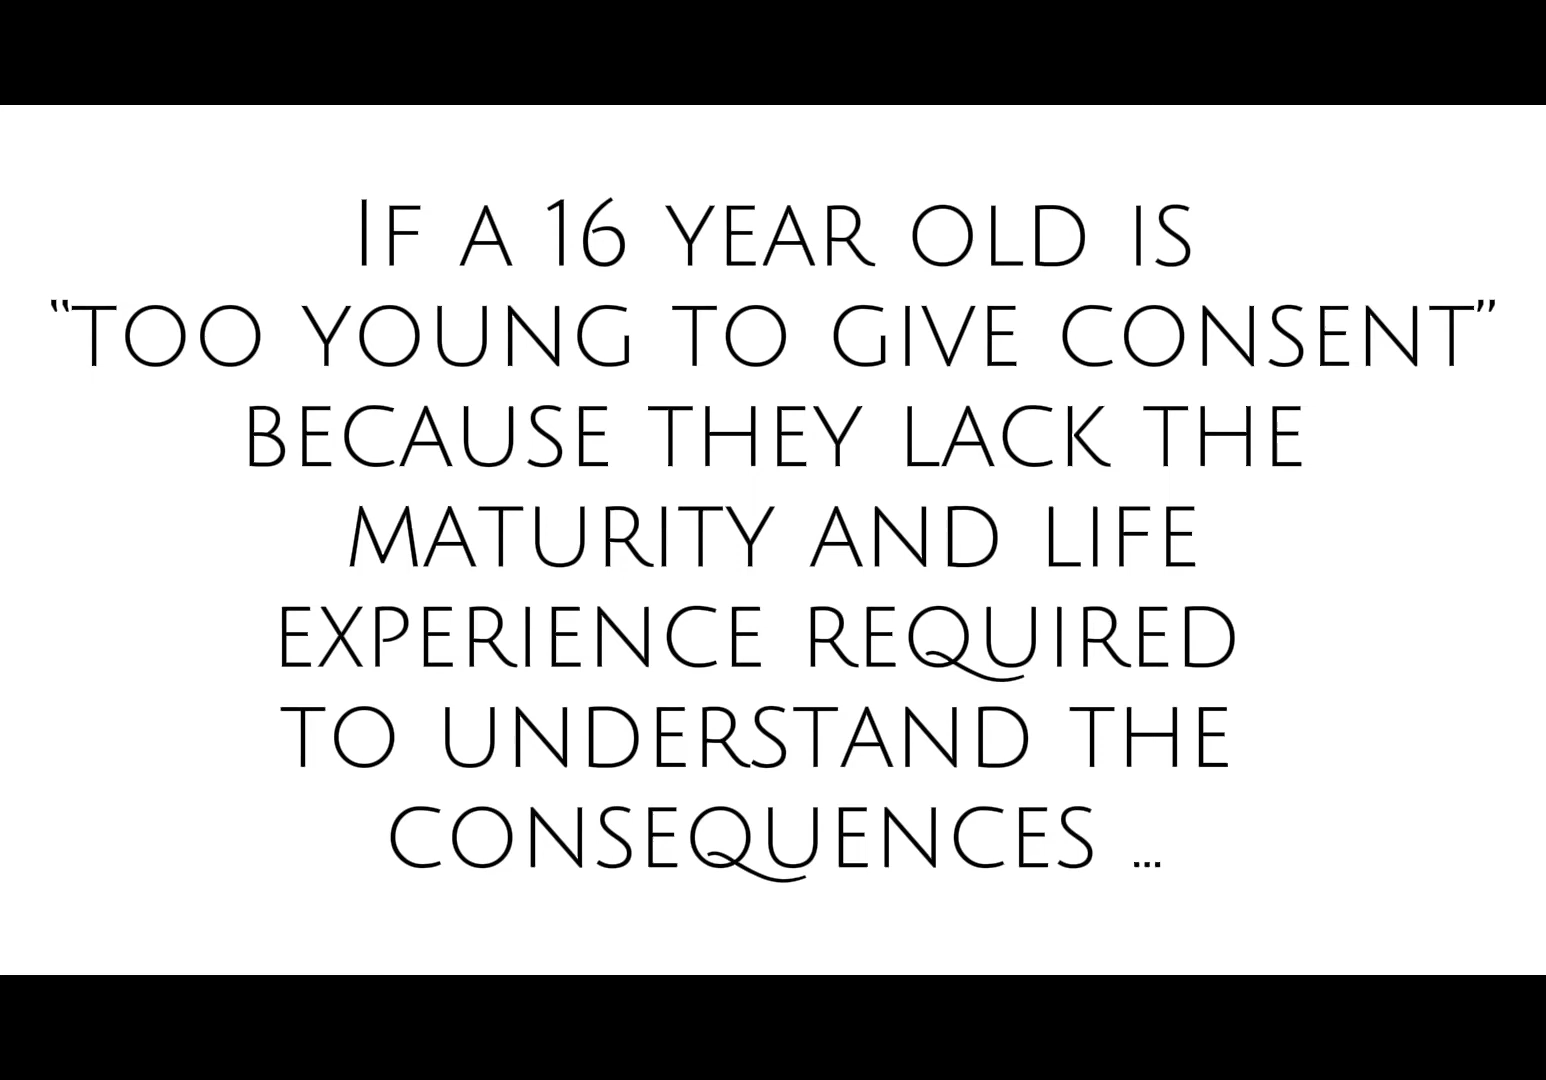 If a 16 year old is
“too young to give consent”
because they lack the
maturity and life
experience required
to understand the
consequences ...